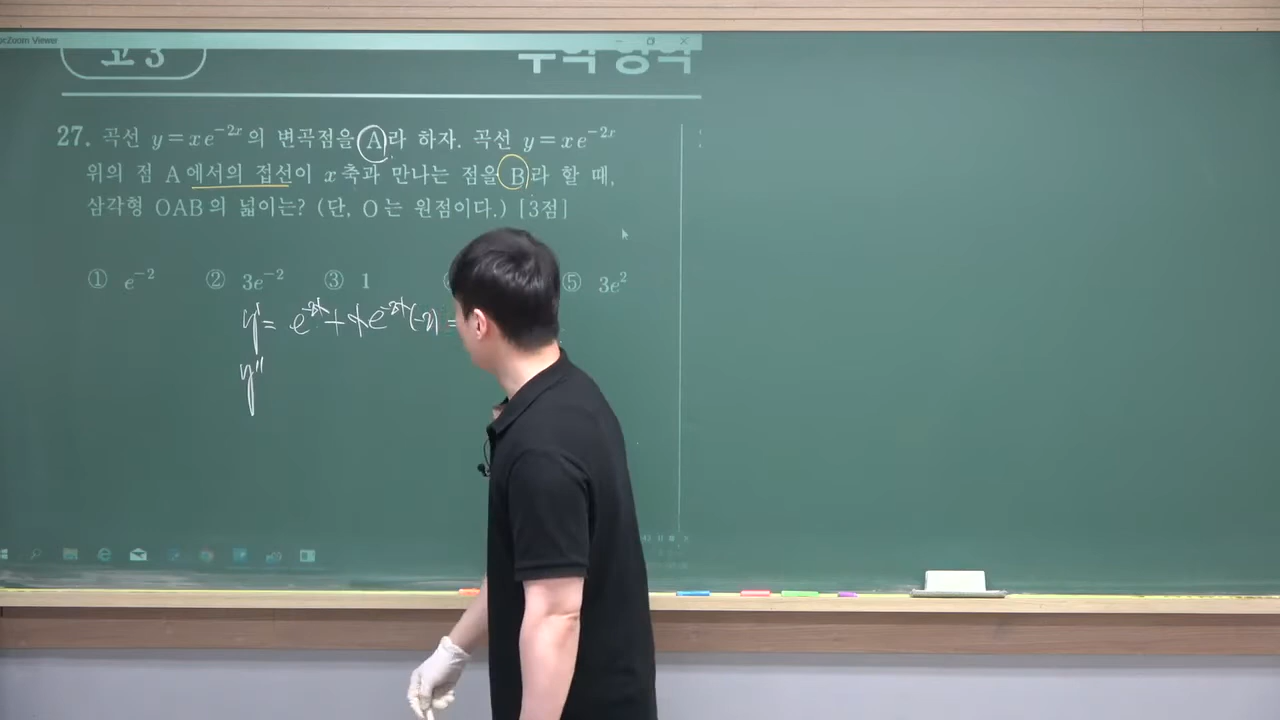 Zoom Viewer
고 3
수학 영역
27. 곡선 y=xe^{-2x}의 변곡점을 A라 하자. 곡선 y=xe^{-2x}
위의 점 A에서의 접선이 x축과 만나는 점을 B라 할 때,
삼각형 OAB의 넓이는? (단, O는 원점이다.) [3점]
① e^{-2} ② 3e^{-2} ③ 1 ⑤ 3e^{2}
y' = e^{-2x} + xe^{-2x}(-2) =
y''